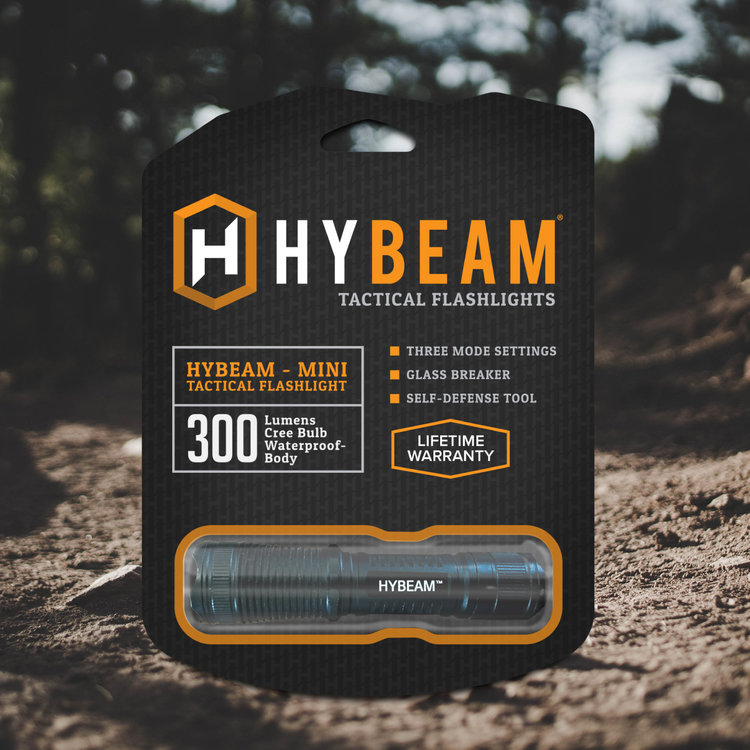 H HYBEAM®
TACTICAL FLASHLIGHTS
HYBEAM - MINI
TACTICAL FLASHLIGHT
300 Lumens
Cree Bulb
Waterproof-
Body
THREE MODE SETTINGS
GLASS BREAKER
SELF-DEFENSE TOOL
LIFETIME
WARRANTY
HYBEAM™